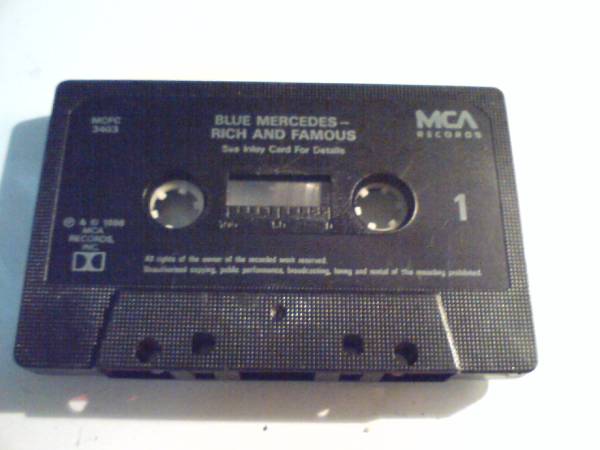 MCFC
3403
BLUE MERCEDES–
RICH AND FAMOUS
See Inlay Card For Details
MCA
RECORDS
1
℗ & © 1988
MCA
RECORDS,
INC.
All rights of the owner of the recorded work reserved.
Unauthorised copying, public performance, broadcasting, hiring and rental of this recording prohibited.